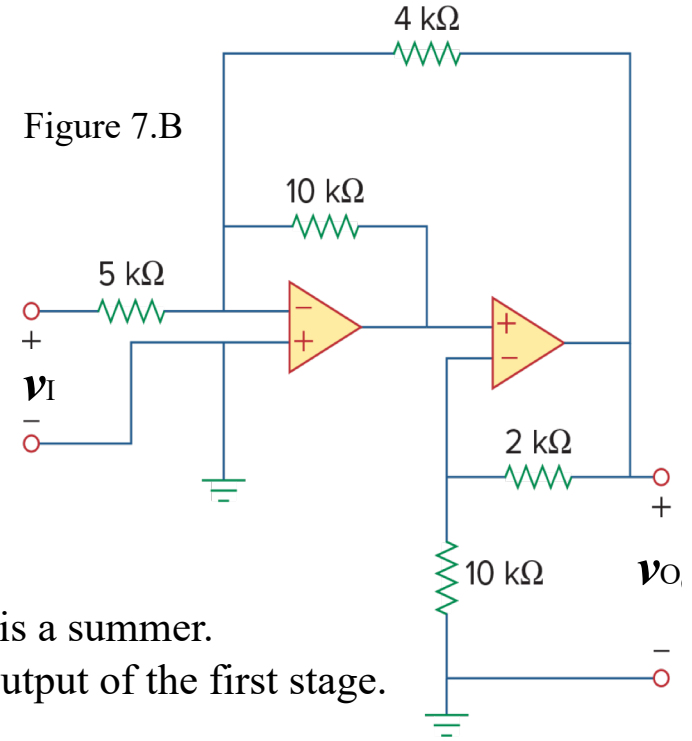 4 kΩ
Figure 7.B
10 kΩ
5 kΩ
−
+
+
−
+
vI
−
2 kΩ
+
10 kΩ
vO
−
is a summer.
utput of the first stage.